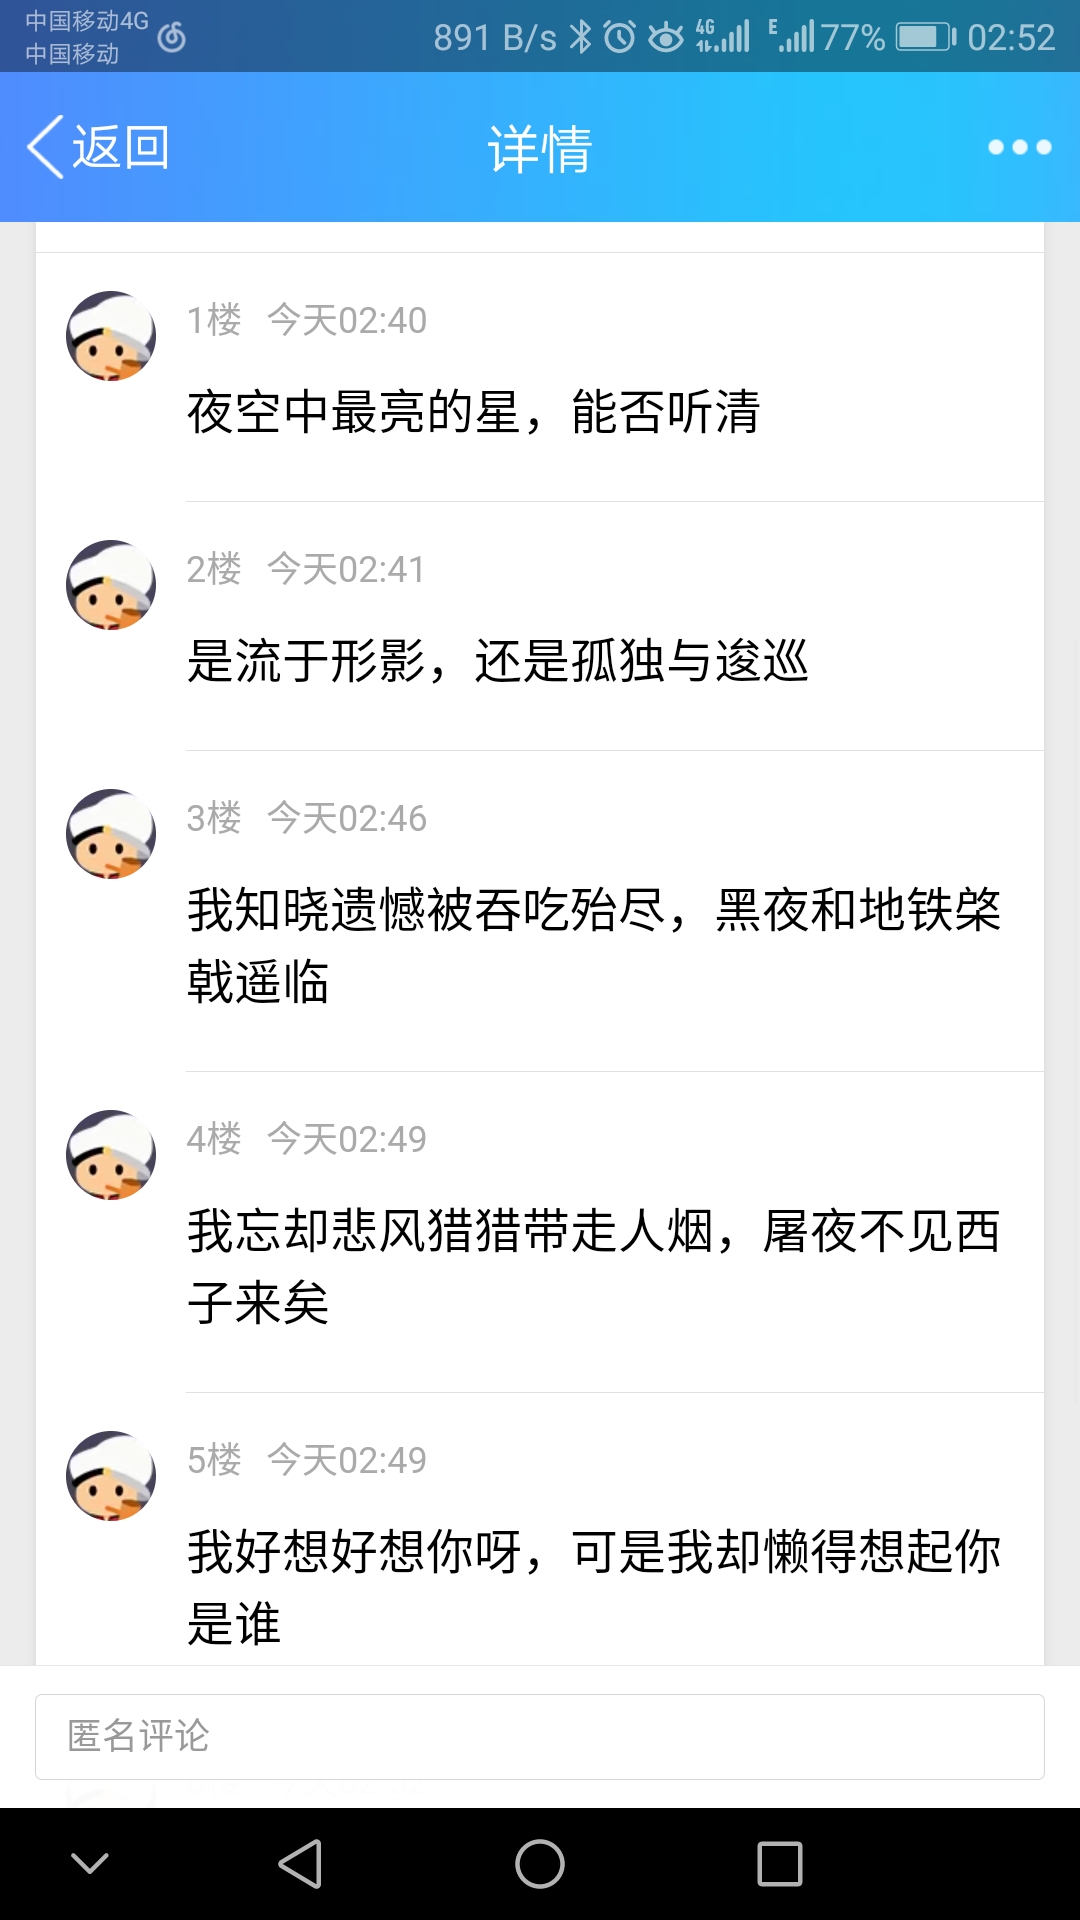 中国移动4G
中国移动
891 B/s 4G E 77% 02:52
返回 详情
1楼 今天02:40
夜空中最亮的星，能否听清
2楼 今天02:41
是流于形影，还是孤独与逡巡
3楼 今天02:46
我知晓遗憾被吞吃殆尽，黑夜和地铁棨
戟遥临
4楼 今天02:49
我忘却悲风猎猎带走人烟，屠夜不见西
子来矣
5楼 今天02:49
我好想好想你呀，可是我却懒得想起你
是谁
匿名评论